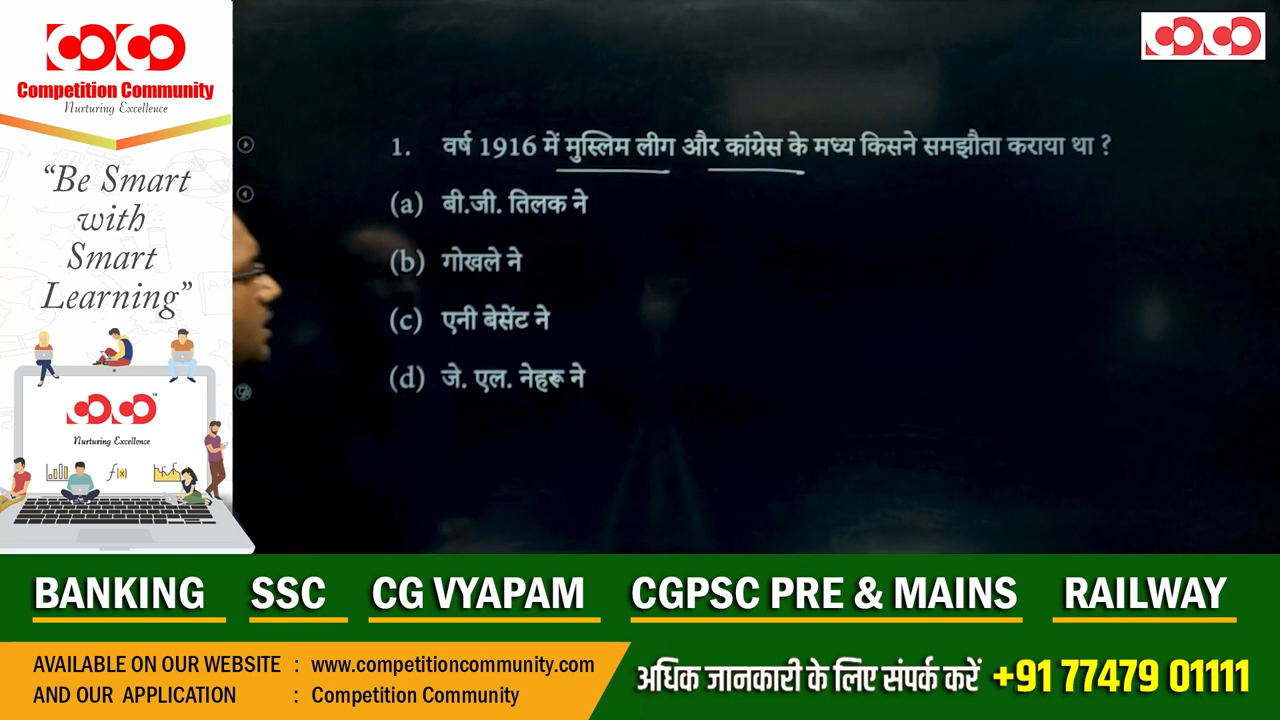 Competition Community
Nurturing Excellence
“Be Smart
with
Smart
Learning”
Nurturing Excellence
f(x)
1. वर्ष 1916 में मुस्लिम लीग और कांग्रेस के मध्य किसने समझौता कराया था ?
(a) बी.जी. तिलक ने
(b) गोखले ने
(c) एनी बेसेंट ने
(d) जे. एल. नेहरू ने
BANKING SSC CG VYAPAM CGPSC PRE & MAINS RAILWAY
AVAILABLE ON OUR WEBSITE : www.competitioncommunity.com
AND OUR APPLICATION : Competition Community
अधिक जानकारी के लिए संपर्क करें +91 77479 01111